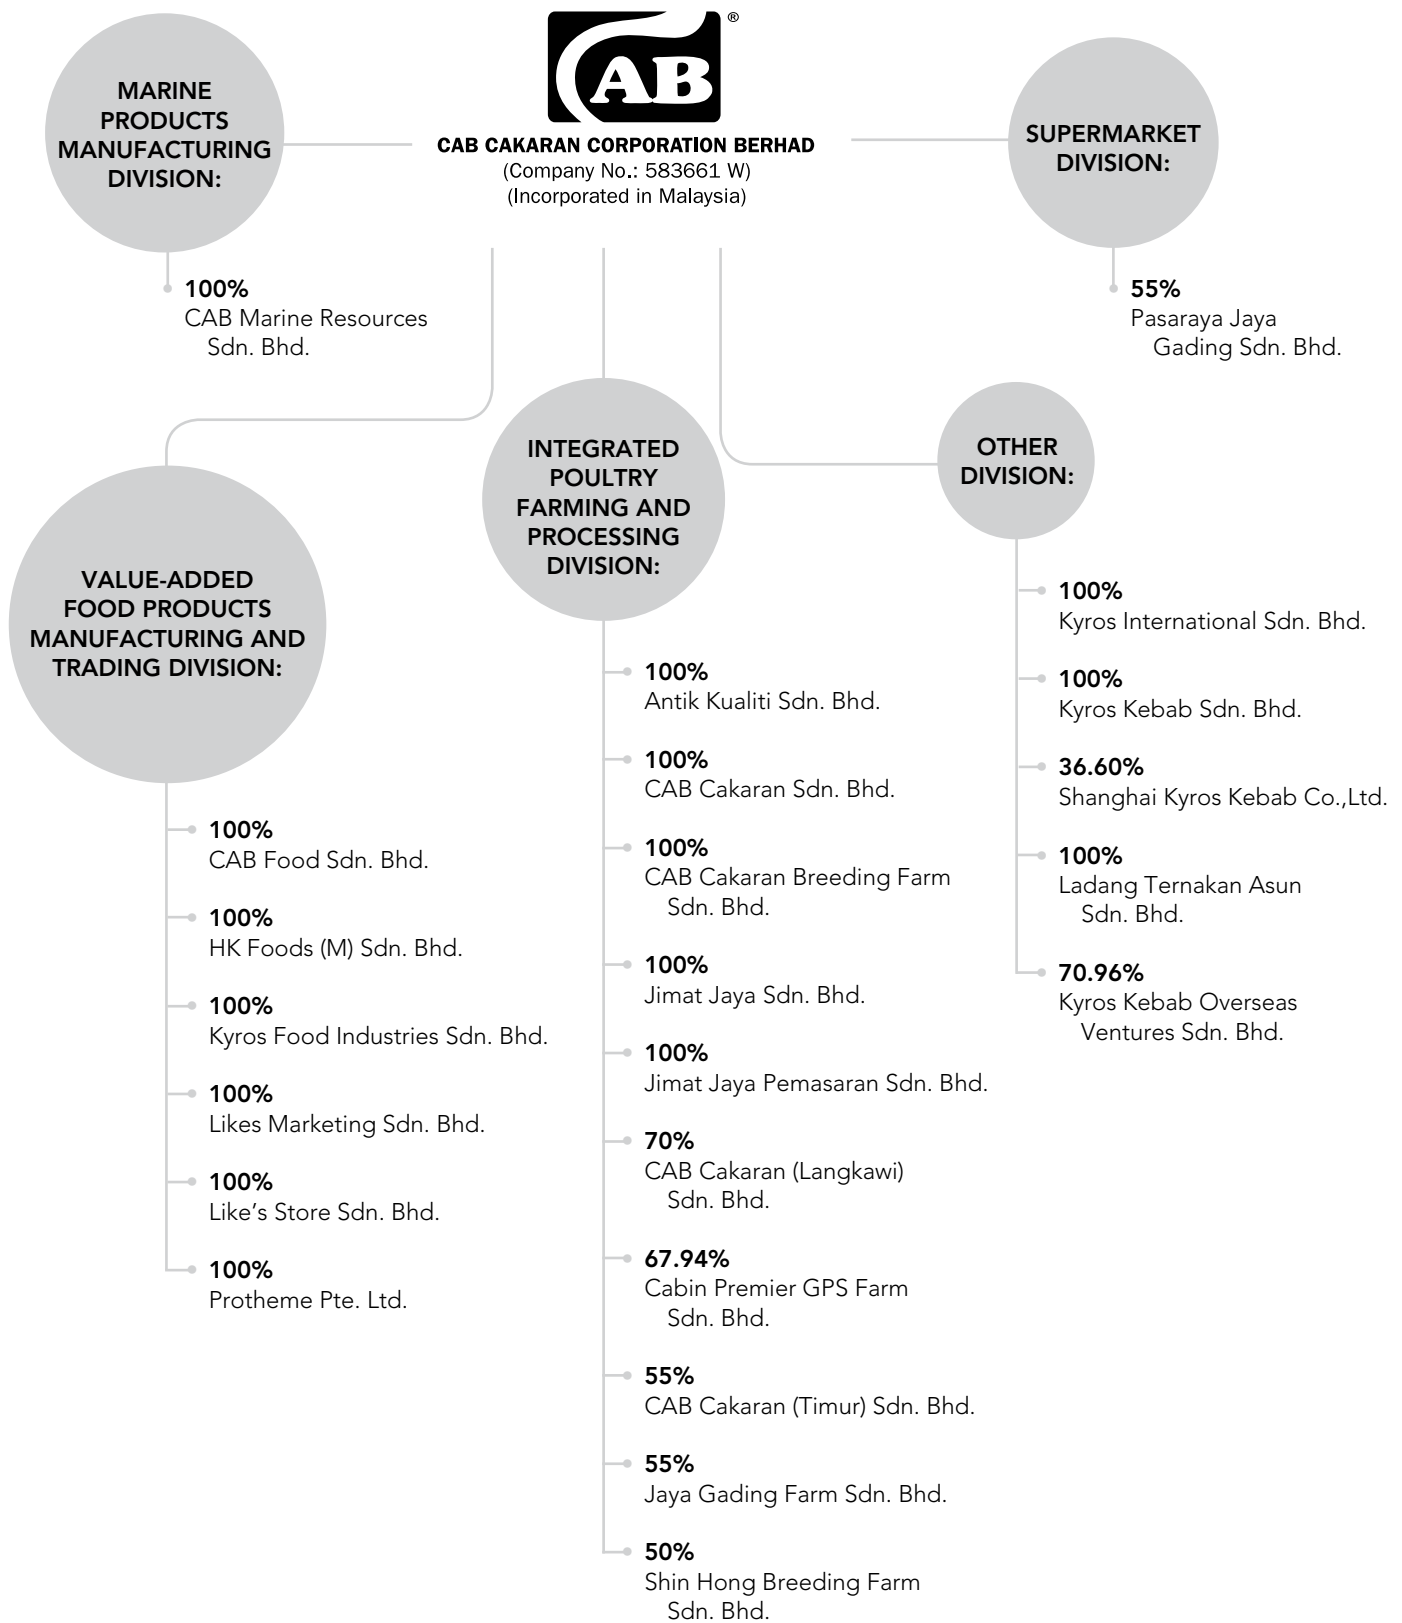 CAB
®
CAB CAKARAN CORPORATION BERHAD
(Company No.: 583661 W)
(Incorporated in Malaysia)
MARINE
PRODUCTS
MANUFACTURING
DIVISION:
100%
CAB Marine Resources
Sdn. Bhd.
SUPERMARKET
DIVISION:
55%
Pasaraya Jaya
Gading Sdn. Bhd.
VALUE-ADDED
FOOD PRODUCTS
MANUFACTURING AND
TRADING DIVISION:
100%
CAB Food Sdn. Bhd.
100%
HK Foods (M) Sdn. Bhd.
100%
Kyros Food Industries Sdn. Bhd.
100%
Likes Marketing Sdn. Bhd.
100%
Like’s Store Sdn. Bhd.
100%
Protheme Pte. Ltd.
INTEGRATED
POULTRY
FARMING AND
PROCESSING
DIVISION:
100%
Antik Kualiti Sdn. Bhd.
100%
CAB Cakaran Sdn. Bhd.
100%
CAB Cakaran Breeding Farm
Sdn. Bhd.
100%
Jimat Jaya Sdn. Bhd.
100%
Jimat Jaya Pemasaran Sdn. Bhd.
70%
CAB Cakaran (Langkawi)
Sdn. Bhd.
67.94%
Cabin Premier GPS Farm
Sdn. Bhd.
55%
CAB Cakaran (Timur) Sdn. Bhd.
55%
Jaya Gading Farm Sdn. Bhd.
50%
Shin Hong Breeding Farm
Sdn. Bhd.
OTHER
DIVISION:
100%
Kyros International Sdn. Bhd.
100%
Kyros Kebab Sdn. Bhd.
36.60%
Shanghai Kyros Kebab Co.,Ltd.
100%
Ladang Ternakan Asun
Sdn. Bhd.
70.96%
Kyros Kebab Overseas
Ventures Sdn. Bhd.